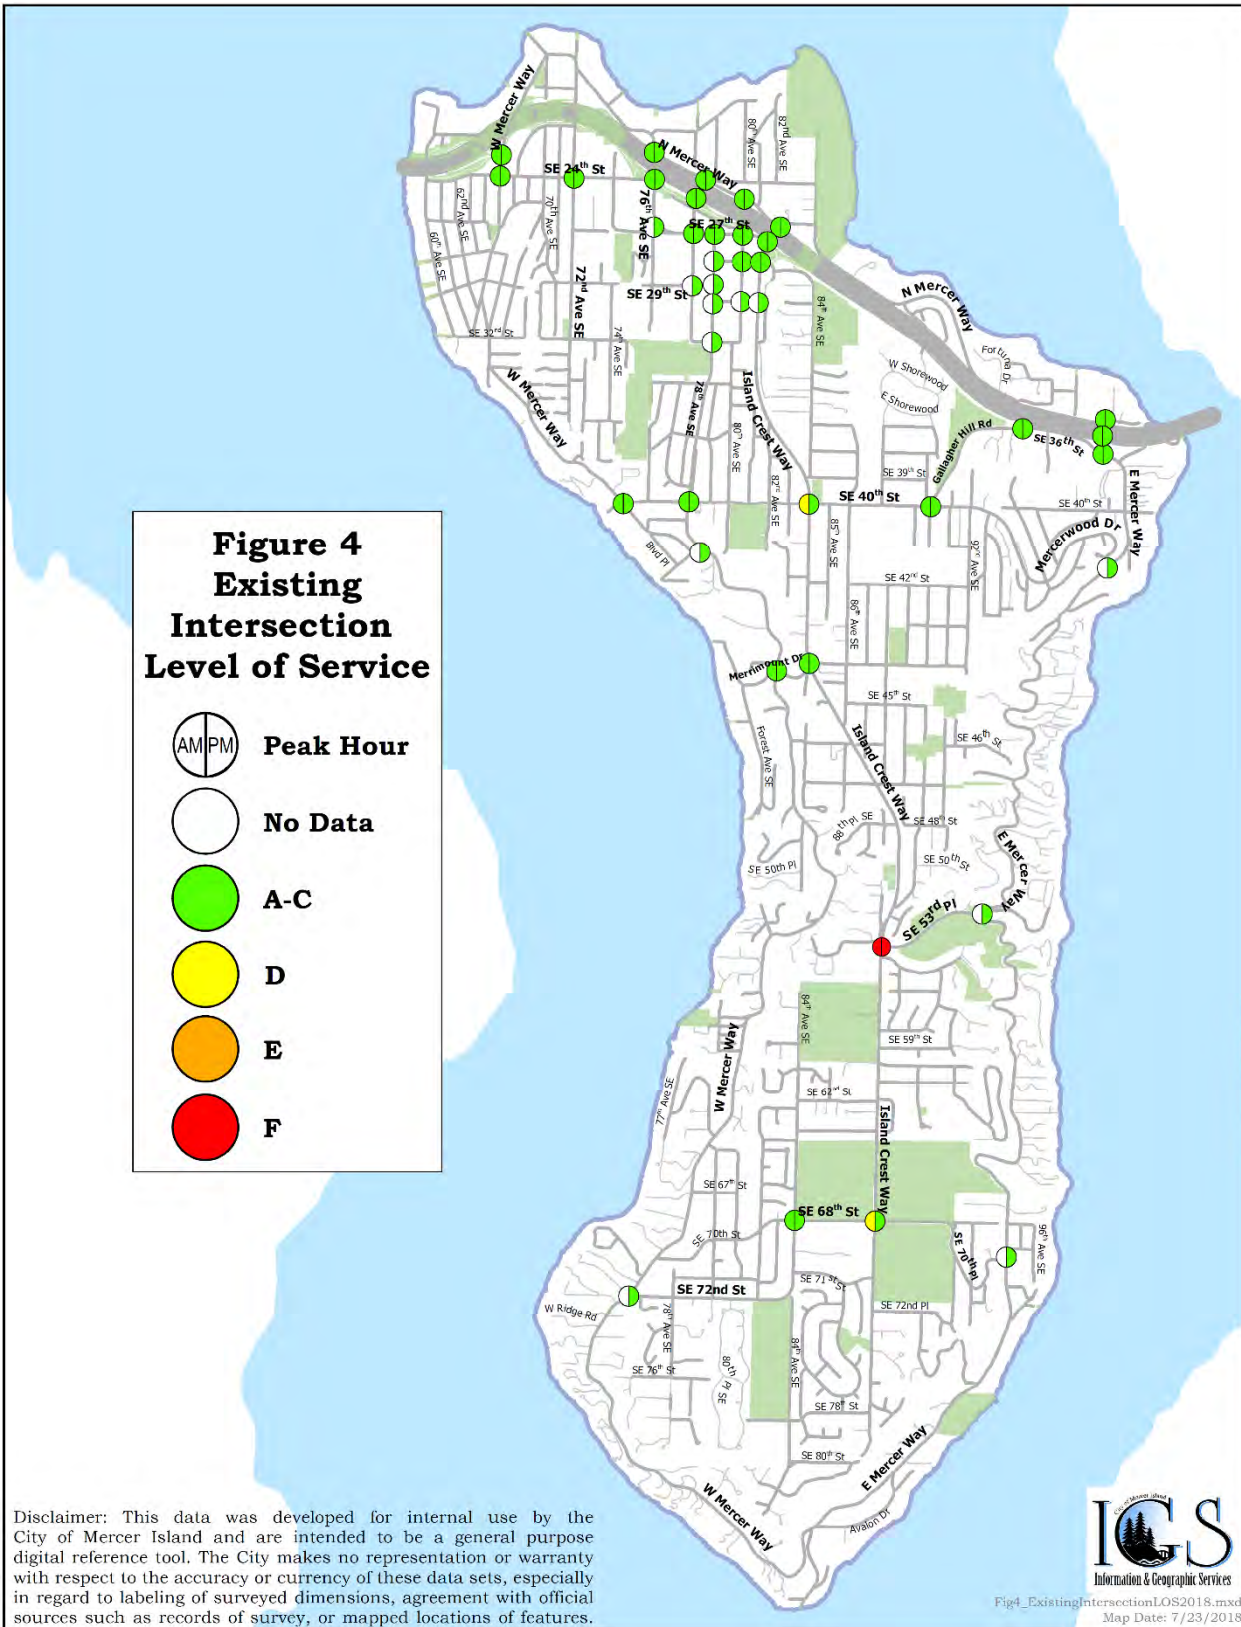 W Mercer Way
80th Ave SE
82nd Ave SE
N Mercer Way
SE 24th St
62nd Ave SE
70th Ave SE
76th Ave SE
SE 27th St
60th Ave SE
72nd Ave SE
SE 29th St
N Mercer Way
84th Ave SE
SE 32rd St
74th Ave SE
Fortuna Dr
W Shorewood
W Mercer Way
78th Ave SE
Island Crest Way
E Shorewood
Gallagher Hill Rd
SE 36th St
80th Ave SE
SE 39th St
82nd Ave SE
E Mercer Way
SE 40th St
SE 40th St
85th Ave SE
Mercerwood Dr
Blvd Pl
92nd Ave SE
SE 42nd St
86th Ave SE
Figure 4
Existing
Intersection
Level of Service
AM PM Peak Hour
No Data
A-C
D
E
F
Merrimount Dr
SE 45th St
Forest Ave SE
Island Crest Way
SE 46th St
88th Pl SE
SE 48th St
SE 50th Pl
SE 50th St
E Mercer Way
SE 53rd Pl
84th Ave SE
W Mercer Way
SE 59th St
77th Ave SE
SE 62nd St
Island Crest Way
SE 67th St
SE 68th St
SE 70th St
SE 70th Pl
96th Ave SE
SE 71st St
SE 72nd St
W Ridge Rd
SE 72nd Pl
78th Ave SE
84th Ave SE
SE 76th St
80th Pl SE
SE 78th St
SE 80th St
E Mercer Way
W Mercer Way
Avalon Dr
Disclaimer: This data was developed for internal use by the
City of Mercer Island and are intended to be a general purpose
digital reference tool. The City makes no representation or warranty
with respect to the accuracy or currency of these data sets, especially
in regard to labeling of surveyed dimensions, agreement with official
sources such as records of survey, or mapped locations of features.
City of Mercer Island
IGS
Information & Geographic Services
Fig4_ExistingIntersectionLOS2018.mxd
Map Date: 7/23/2018